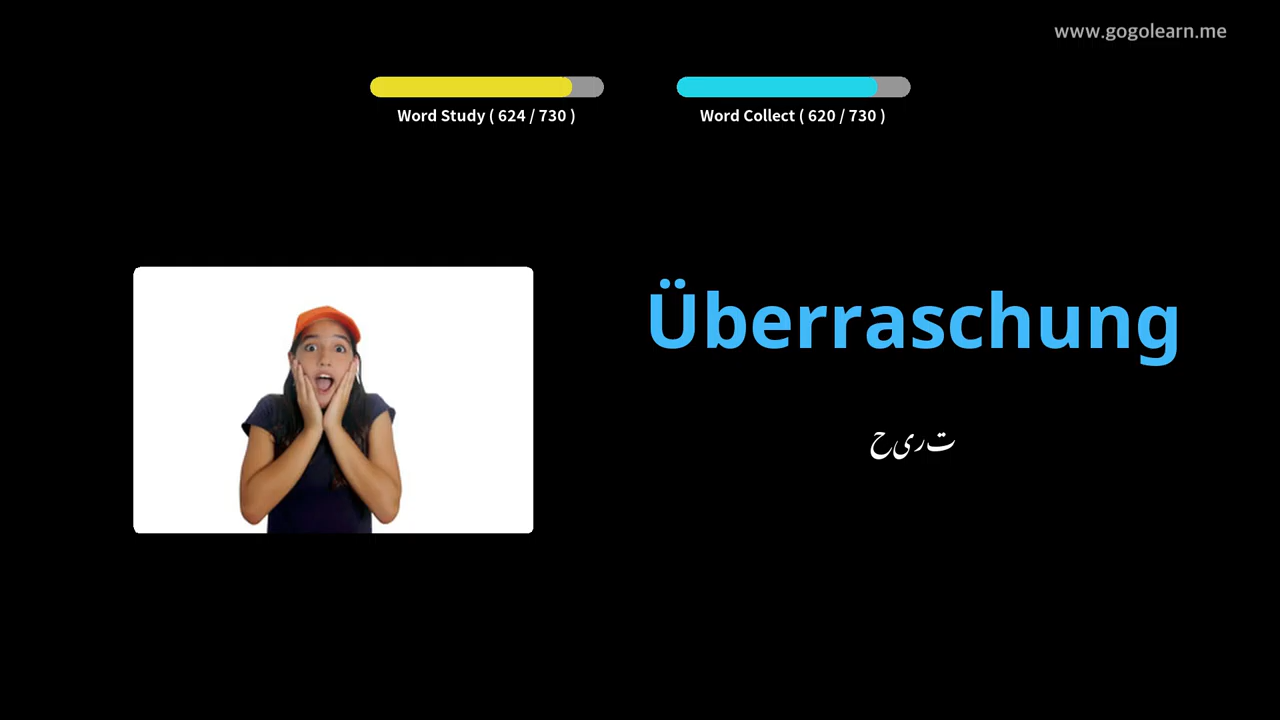 www.gogolearn.me
Word Study ( 624 / 730 )
Word Collect ( 620 / 730 )
Überraschung
حیرت